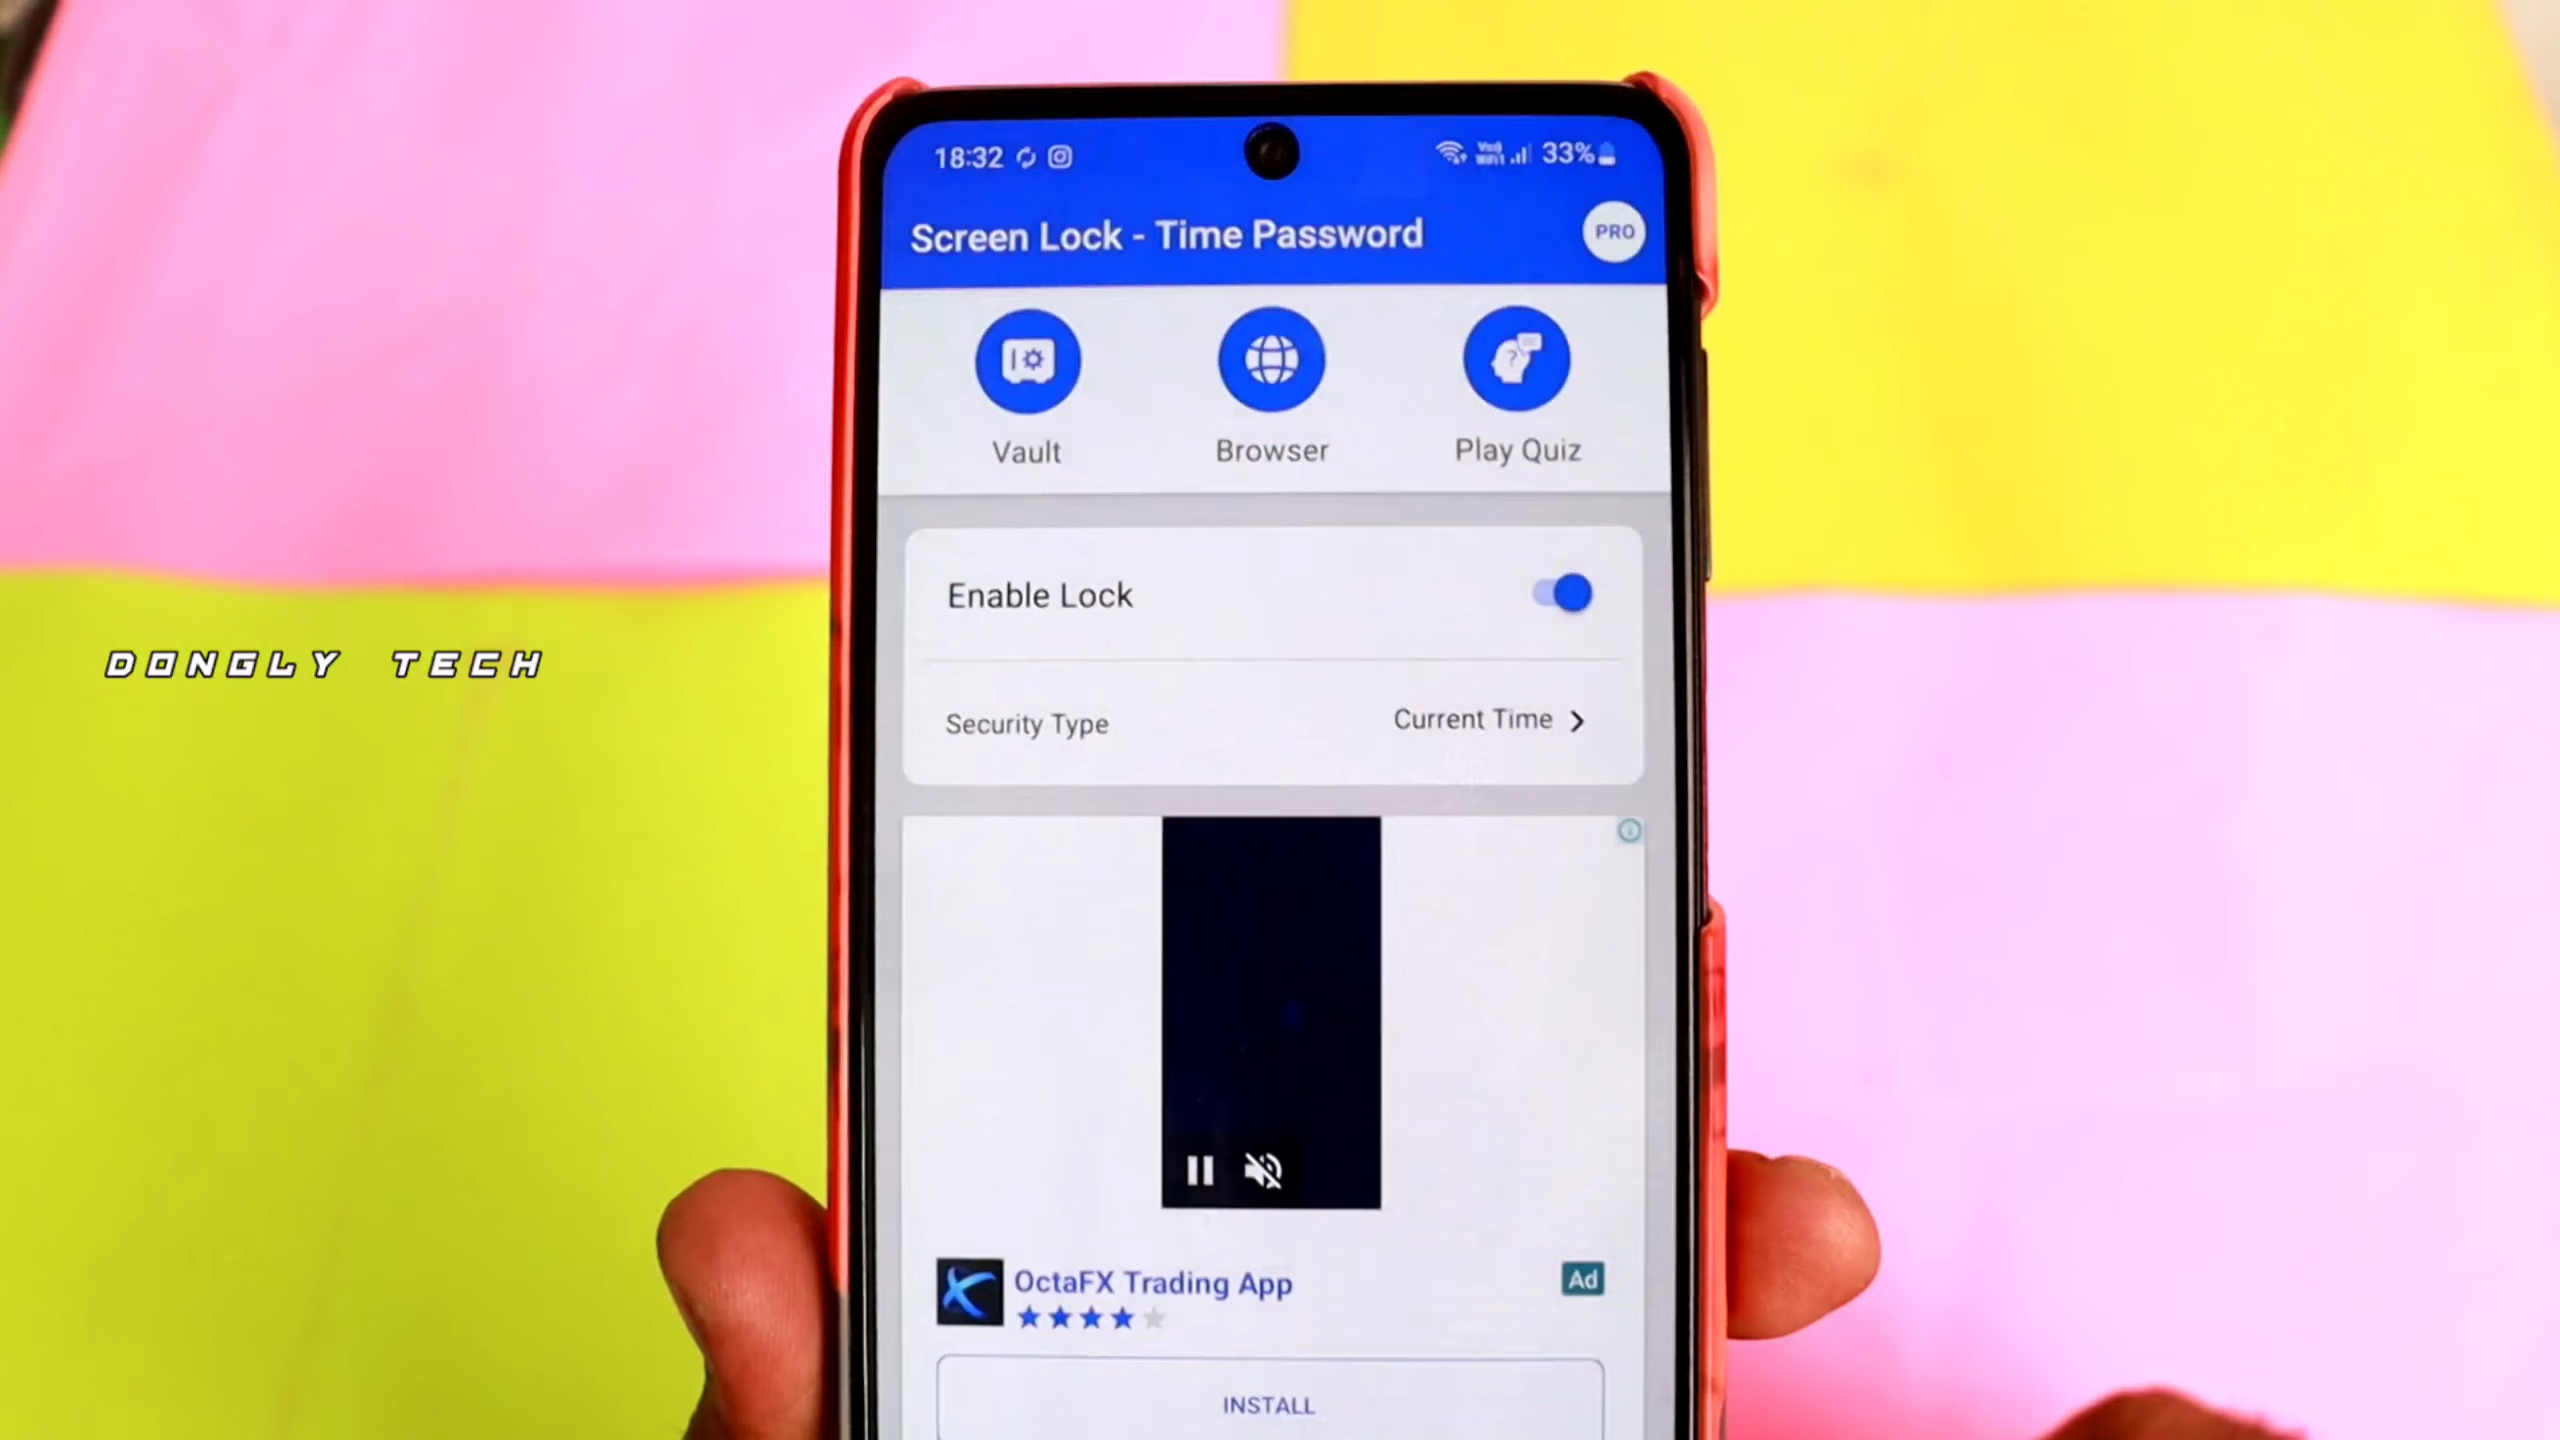 18:32
33%
Screen Lock - Time Password
PRO
Vault
Browser
Play Quiz
Enable Lock
DONGLY TECH
Security Type
Current Time
OctaFX Trading App
Ad
INSTALL